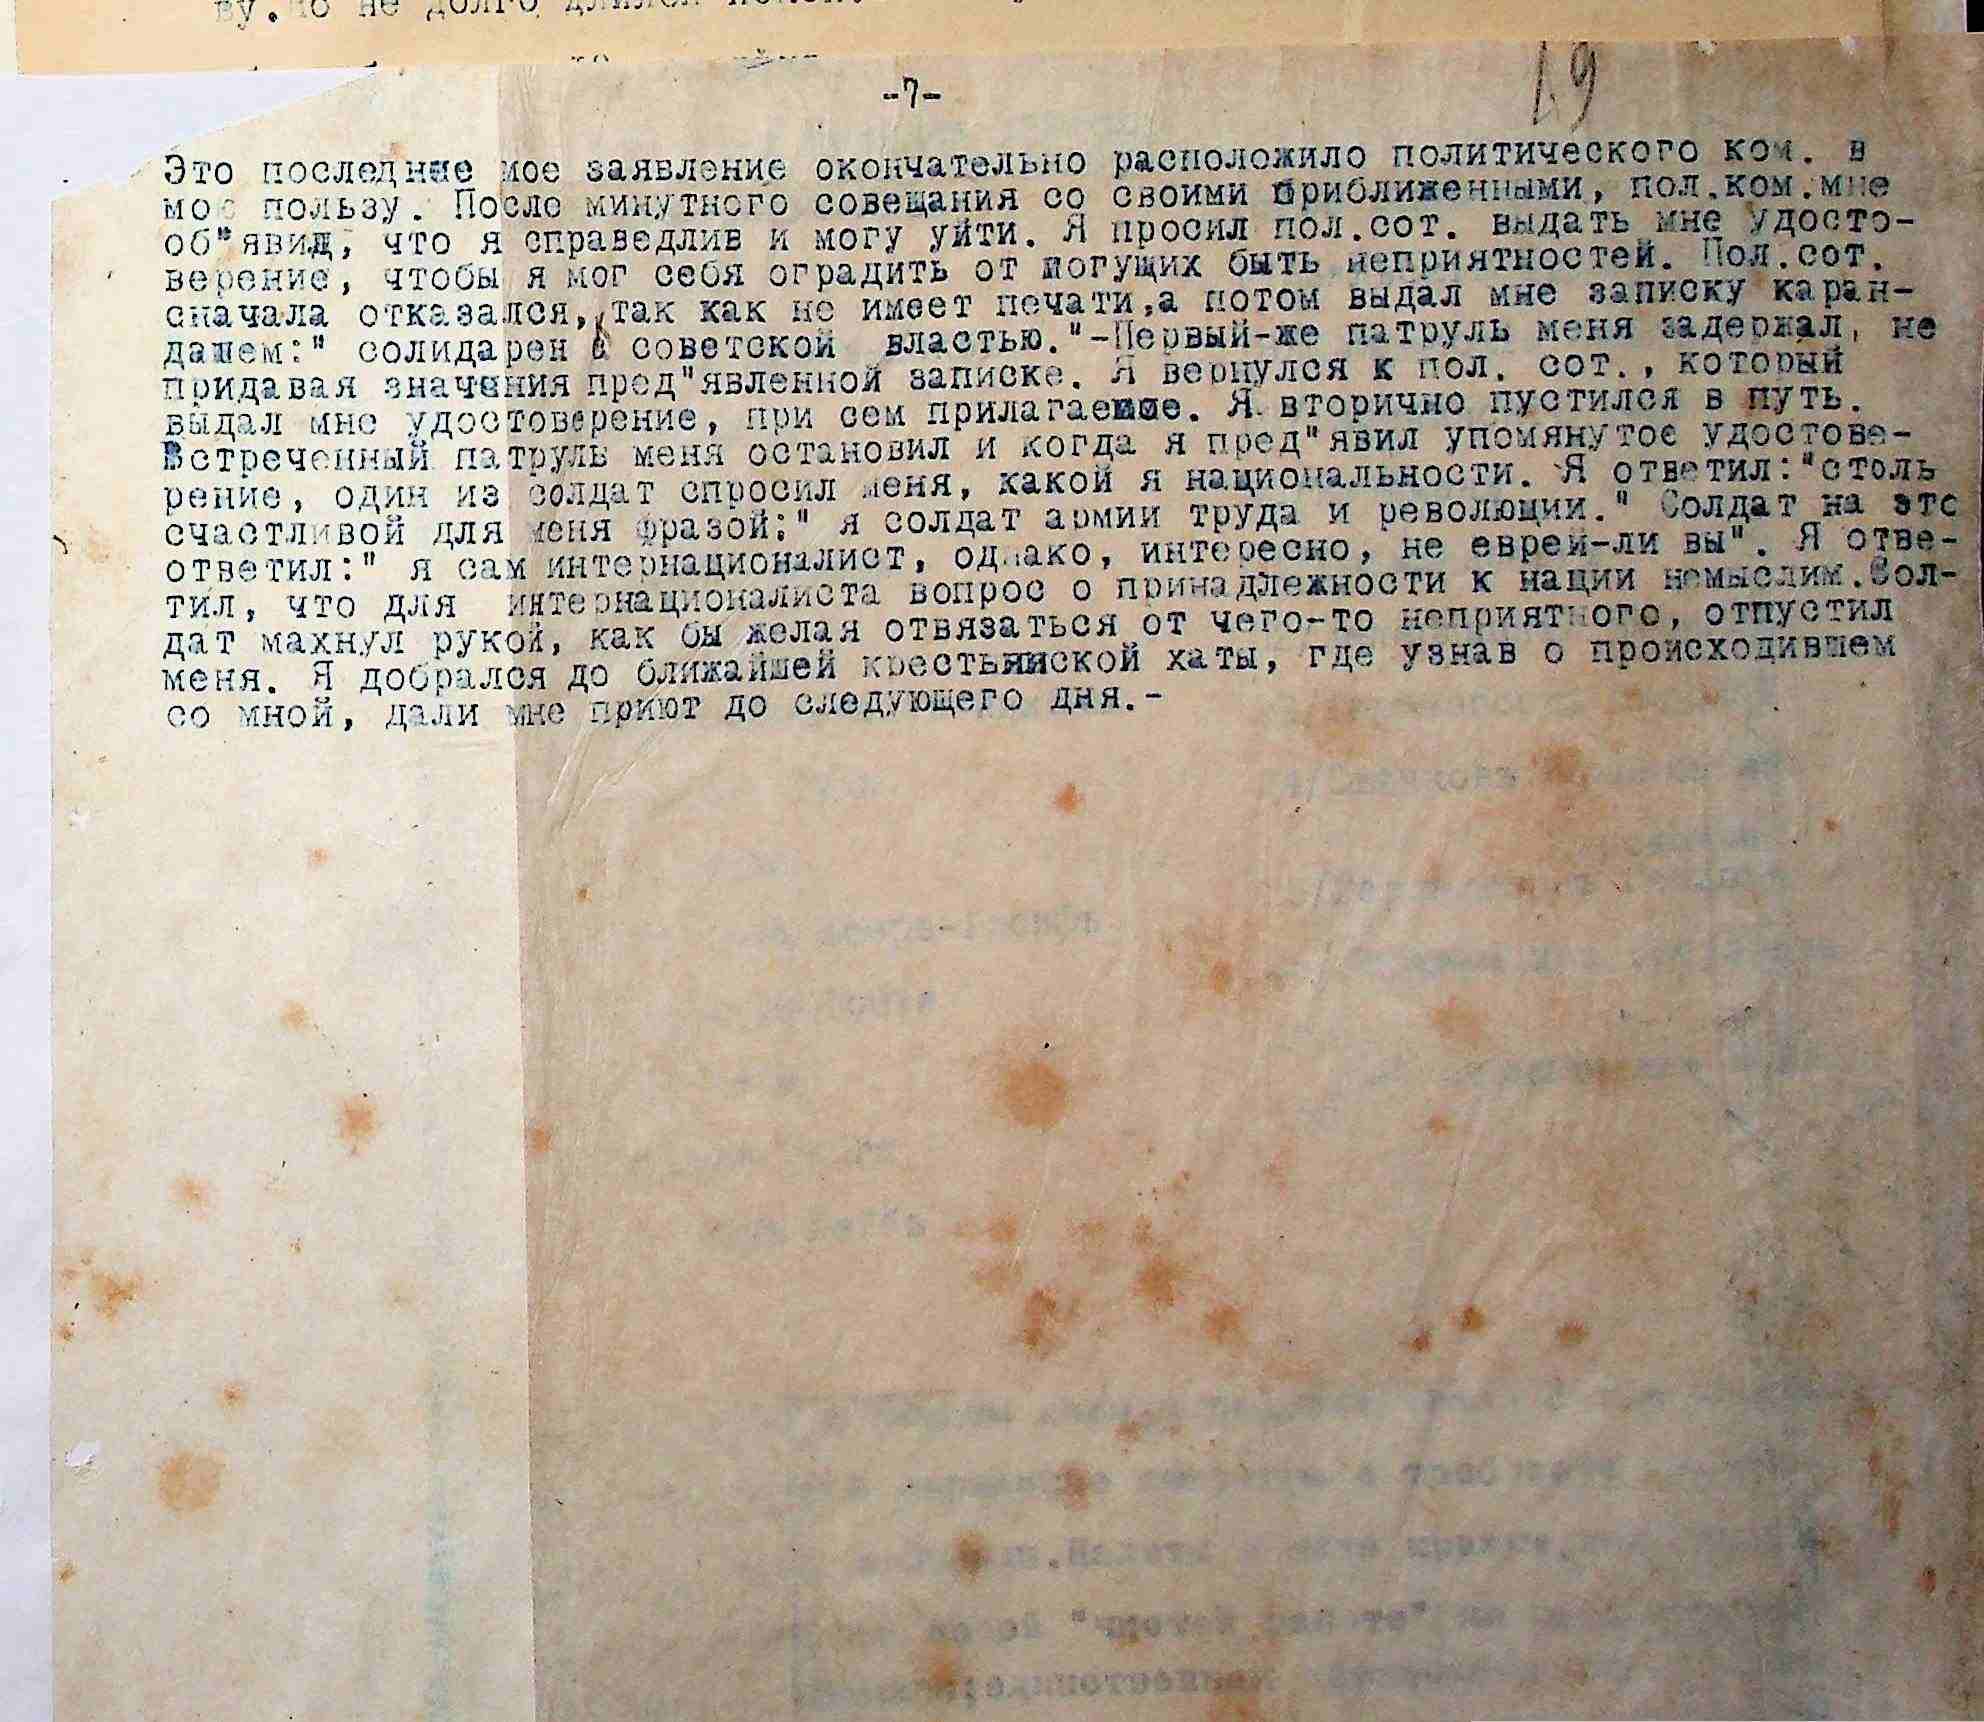 ву. но не долго длился
-7-
19
Это последнее мое заявление окончательно расположило политического ком. в
мою пользу. После минутного совещания со своими приближенными, пол.ком.мне
об"явил, что я справедлив и могу уйти. Я просил пол.сот. выдать мне удосто-
верение, чтобы я мог себя оградить от могущих быть неприятностей. Пол.сот.
сначала отказался, так как не имеет печати,а потом выдал мне записку каран-
дашем:" солидарен с советской властью."-Первый-же патруль меня задержал, не
придавая значения пред"явленной записке. Я вернулся к пол. сот., который
выдал мне удостоверение, при сем прилагаемое. Я вторично пустился в путь.
Встреченный патруль меня остановил и когда я пред"явил упомянутое удостове-
рение, один из солдат спросил меня, какой я национальности. Я ответил:"столь
счастливой для меня фразой:" я солдат армии труда и революции." Солдат на это
ответил:" я сам интернационалист, однако, интересно, не еврей-ли вы". Я отве-
тил, что для интернационалиста вопрос о принадлежности к нации немыслим.Сол-
дат махнул рукой, как бы желая отвязаться от чего-то неприятного, отпустил
меня. Я добрался до ближайшей крестьянской хаты, где узнав о происходившем
со мной, дали мне приют до следующего дня.-